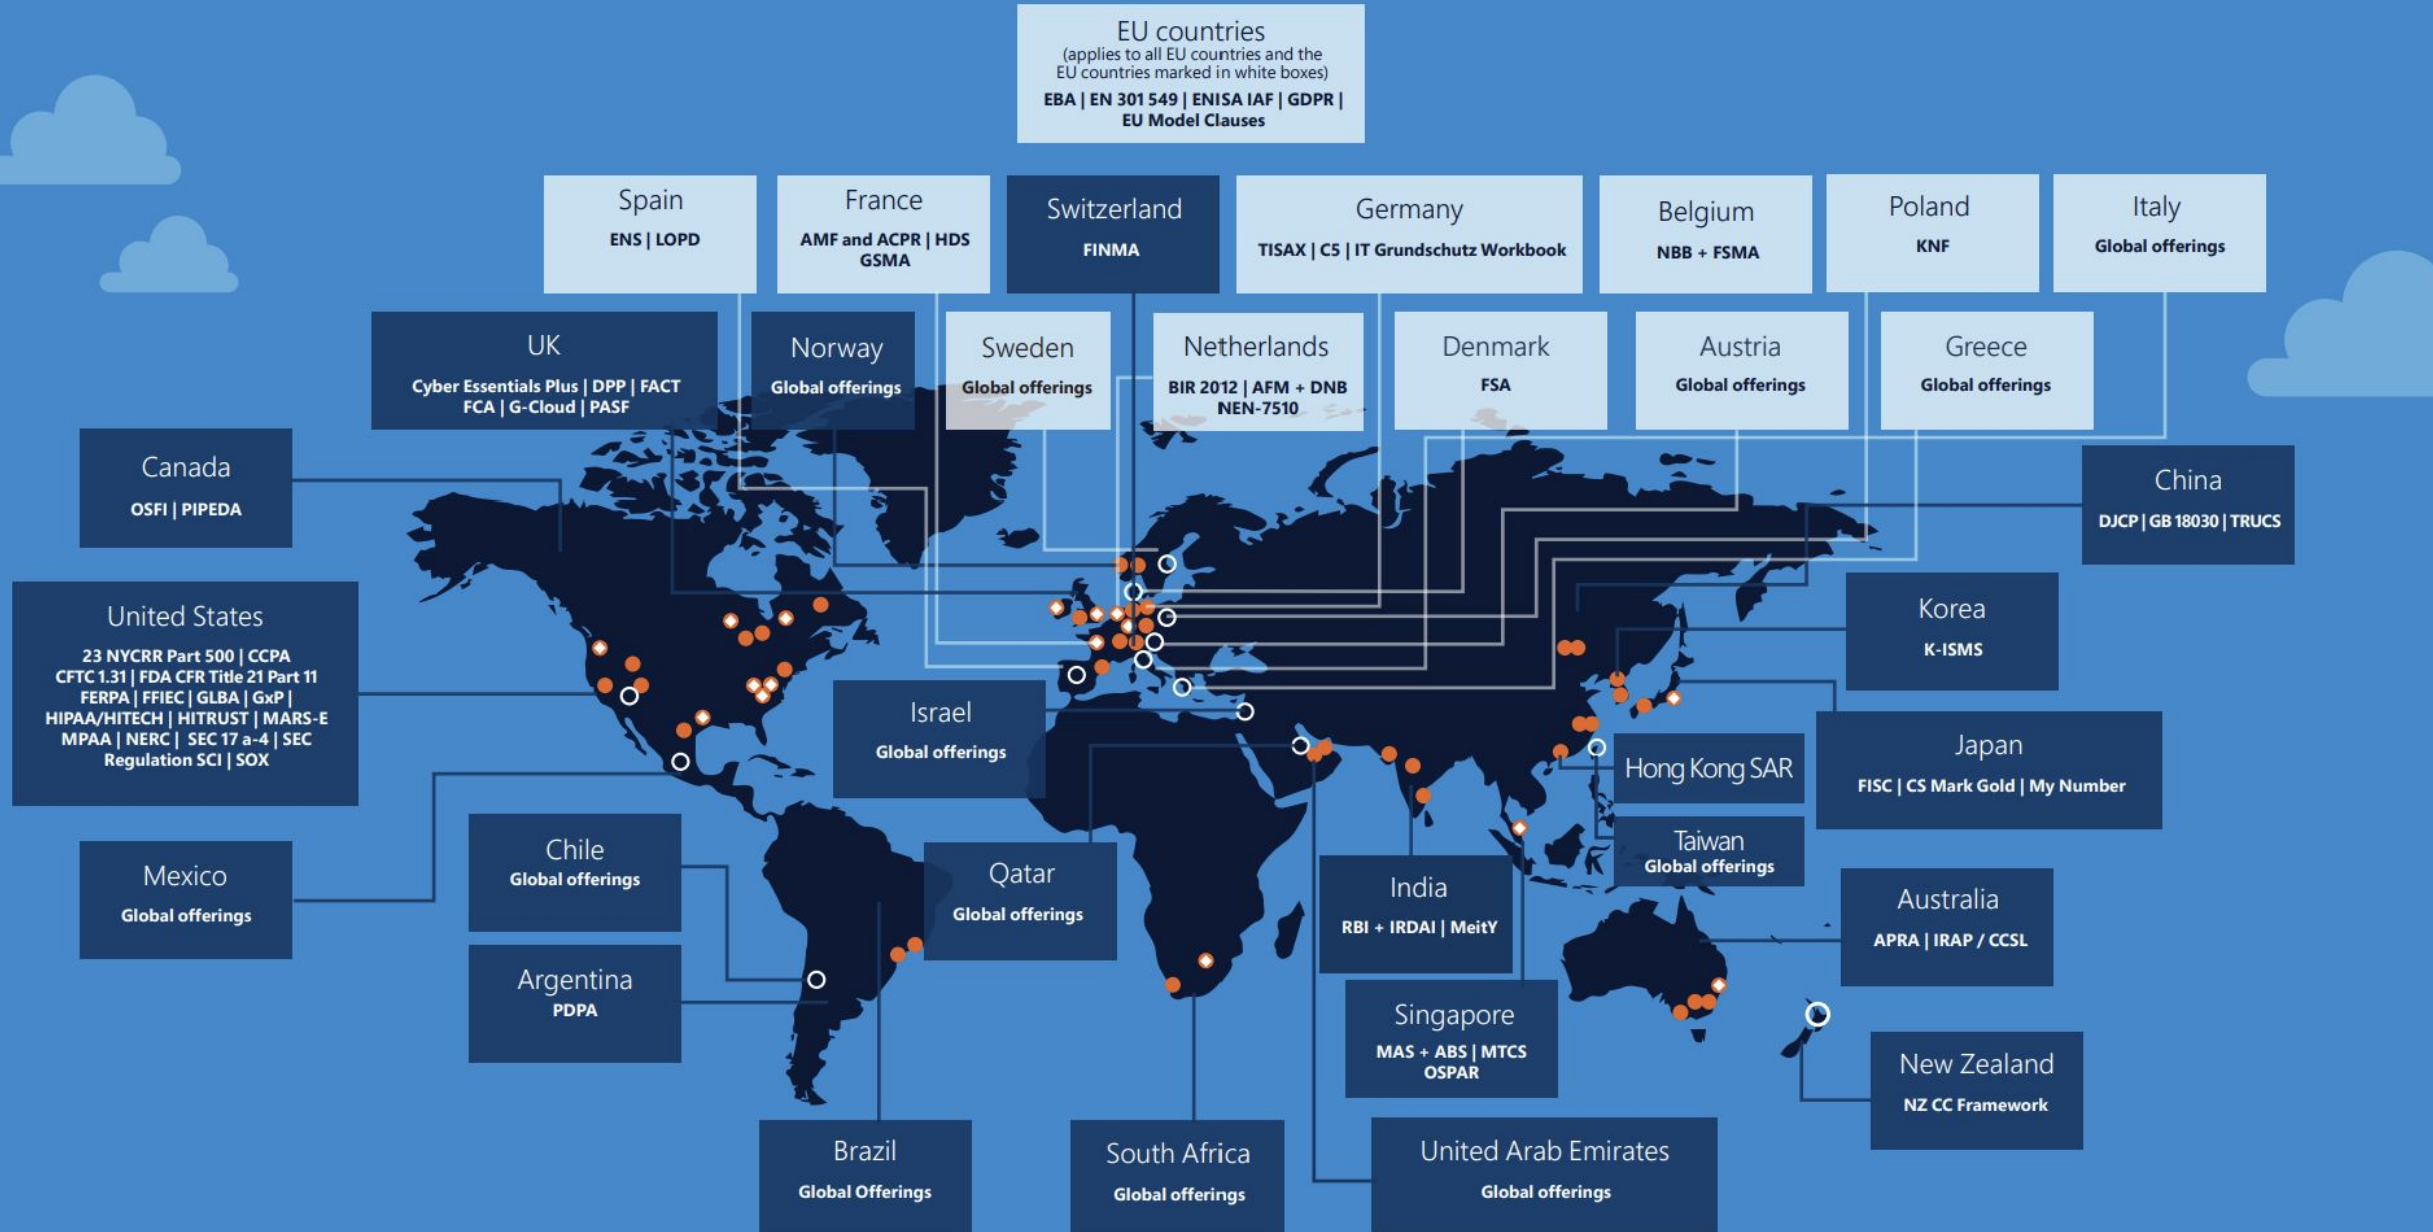 EU countries
(applies to all EU countries and the
EU countries marked in white boxes)
EBA | EN 301 549 | ENISA IAF | GDPR |
EU Model Clauses
Spain
ENS | LOPD
France
AMF and ACPR | HDS
GSMA
Switzerland
FINMA
Germany
TISAX | C5 | IT Grundschutz Workbook
Belgium
NBB + FSMA
Poland
KNF
Italy
Global offerings
UK
Cyber Essentials Plus | DPP | FACT
FCA | G-Cloud | PASF
Norway
Global offerings
Sweden
Global offerings
Netherlands
BIR 2012 | AFM + DNB
NEN-7510
Denmark
FSA
Austria
Global offerings
Greece
Global offerings
Canada
OSFI | PIPEDA
China
DJCP | GB 18030 | TRUCS
United States
23 NYCRR Part 500 | CCPA
CFTC 1.31 | FDA CFR Title 21 Part 11
FERPA | FFIEC | GLBA | GxP |
HIPAA/HITECH | HITRUST | MARS-E
MPAA | NERC | SEC 17 a-4 | SEC
Regulation SCI | SOX
Korea
K-ISMS
Israel
Global offerings
Japan
FISC | CS Mark Gold | My Number
Hong Kong SAR
Taiwan
Global offerings
Mexico
Global offerings
Chile
Global offerings
Qatar
Global offerings
India
RBI + IRDAI | MeitY
Australia
APRA | IRAP / CCSL
Argentina
PDPA
Singapore
MAS + ABS | MTCS
OSPAR
New Zealand
NZ CC Framework
Brazil
Global Offerings
South Africa
Global offerings
United Arab Emirates
Global offerings